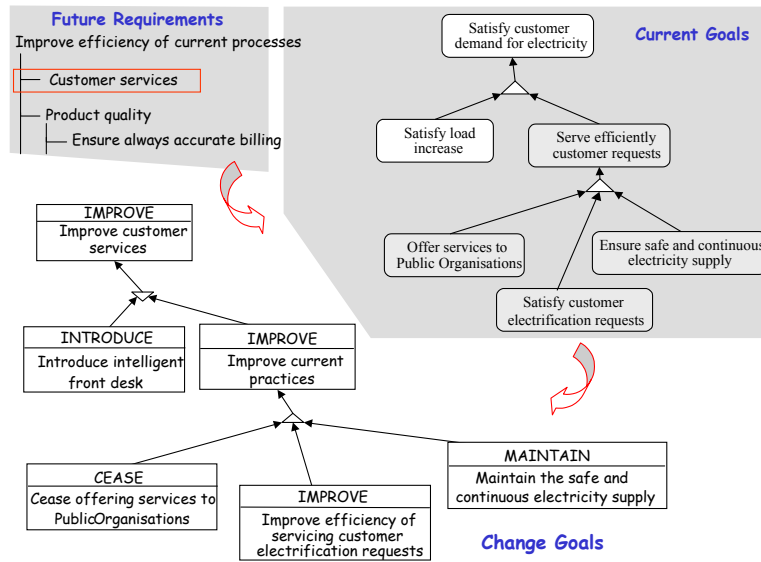 Future Requirements
Improve efficiency of current processes
Customer services
Product quality
Ensure always accurate billing
Current Goals
Satisfy customer
demand for electricity
Satisfy load
increase
Serve efficiently
customer requests
Offer services to
Public Organisations
Ensure safe and continuous
electricity supply
Satisfy customer
electrification requests
IMPROVE
Improve customer
services
INTRODUCE
Introduce intelligent
front desk
IMPROVE
Improve current
practices
CEASE
Cease offering services to
PublicOrganisations
IMPROVE
Improve efficiency of
servicing customer
electrification requests
MAINTAIN
Maintain the safe and
continuous electricity supply
Change Goals